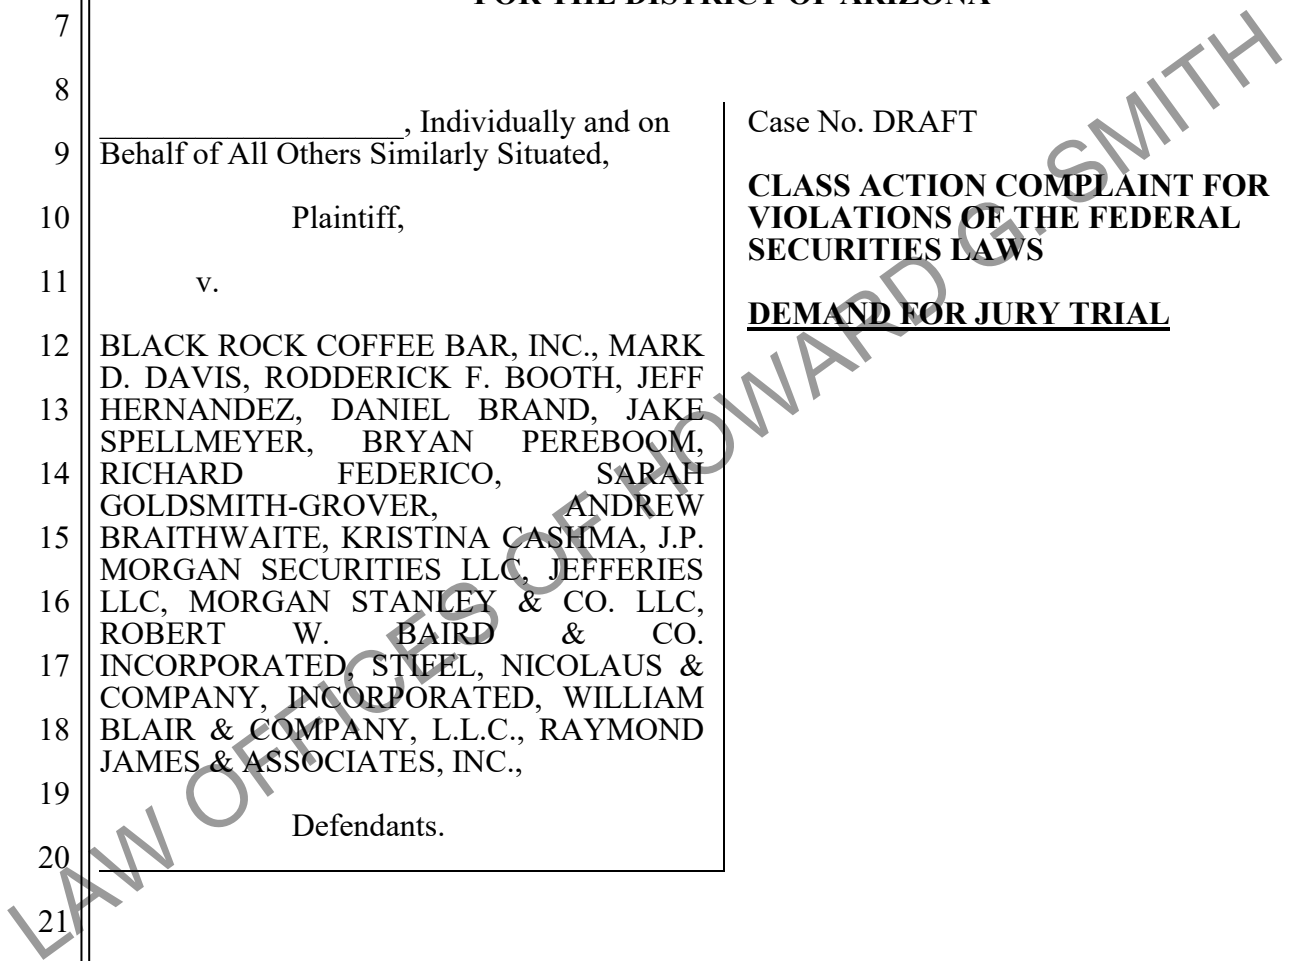 FOR THE DISTRICT OF ARIZONA
7
8
____________________, Individually and on
9 Behalf of All Others Similarly Situated,
10 Plaintiff,
11 v.
12 BLACK ROCK COFFEE BAR, INC., MARK
D. DAVIS, RODDERICK F. BOOTH, JEFF
13 HERNANDEZ, DANIEL BRAND, JAKE
SPELLMEYER, BRYAN PEREBOOM,
14 RICHARD FEDERICO, SARAH
GOLDSMITH-GROVER, ANDREW
15 BRAITHWAITE, KRISTINA CASHMA, J.P.
MORGAN SECURITIES LLC, JEFFERIES
16 LLC, MORGAN STANLEY & CO. LLC,
ROBERT W. BAIRD & CO.
17 INCORPORATED, STIFEL, NICOLAUS &
COMPANY, INCORPORATED, WILLIAM
18 BLAIR & COMPANY, L.L.C., RAYMOND
JAMES & ASSOCIATES, INC.,
19
Defendants.
20
21
Case No. DRAFT
CLASS ACTION COMPLAINT FOR
VIOLATIONS OF THE FEDERAL
SECURITIES LAWS
DEMAND FOR JURY TRIAL
LAW OFFICES OF HOWARD G. SMITH